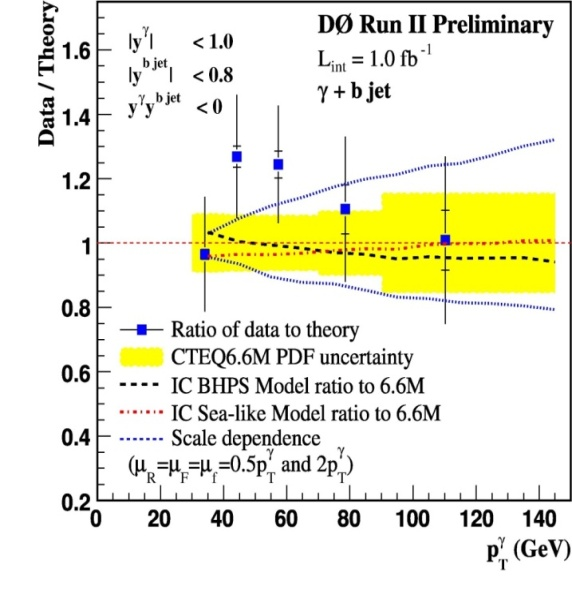 Data / Theory
DØ Run II Preliminary
L_int = 1.0 fb^-1
γ + b jet
|y^γ| < 1.0
|y^b jet| < 0.8
y^γ y^b jet < 0
1.6
1.4
1.2
1
0.8
0.6
0.4
0.2
Ratio of data to theory
CTEQ6.6M PDF uncertainty
IC BHPS Model ratio to 6.6M
IC Sea-like Model ratio to 6.6M
Scale dependence
(μ_R=μ_F=μ_f=0.5p_T^γ and 2p_T^γ)
0 20 40 60 80 100 120 140
p_T^γ (GeV)